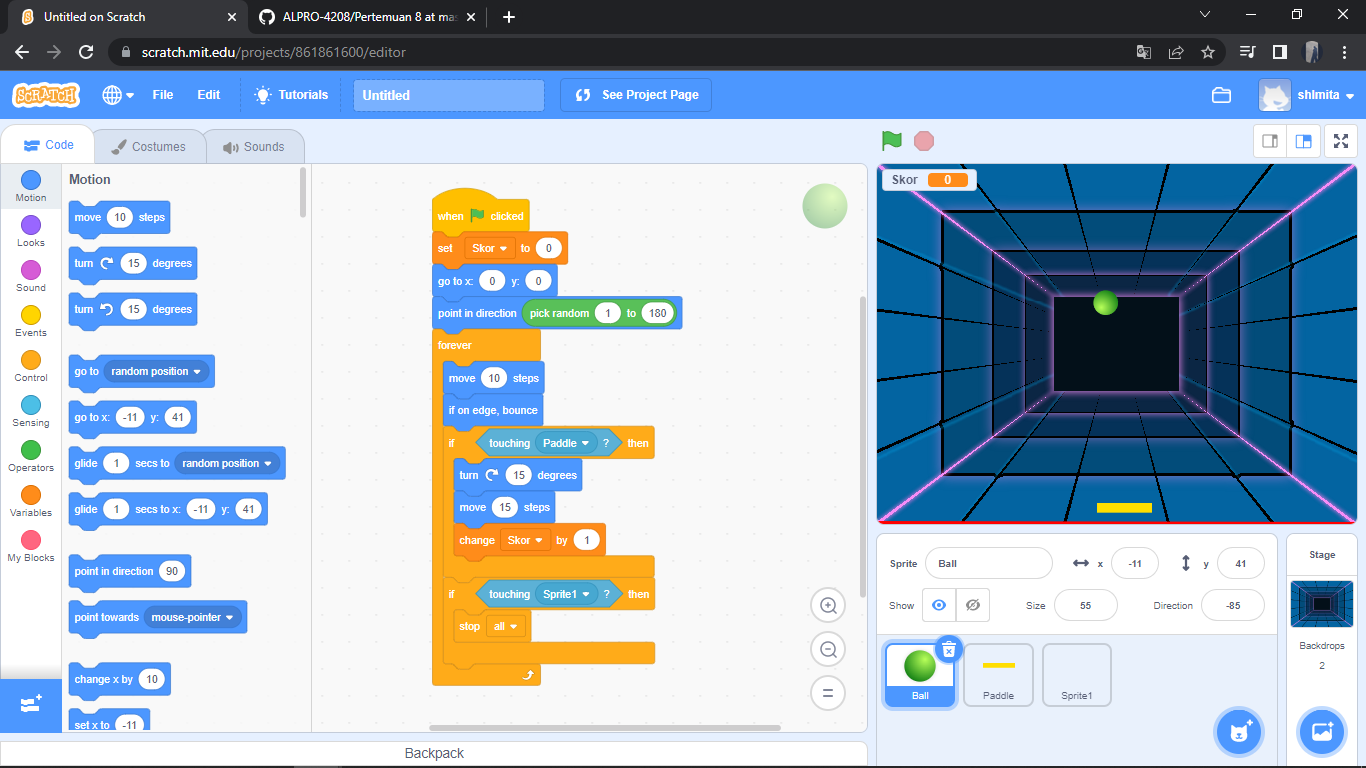 Untitled on Scratch
ALPRO-4208/Pertemuan 8 at mas
scratch.mit.edu/projects/861861600/editor
SCRATCH
File
Edit
Tutorials
Untitled
See Project Page
shlmita
Code
Costumes
Sounds
Motion
Looks
Sound
Events
Control
Sensing
Operators
Variables
My Blocks
Motion
move 10 steps
turn 15 degrees
turn 15 degrees
go to random position
go to x: -11 y: 41
glide 1 secs to random position
glide 1 secs to x: -11 y: 41
point in direction 90
point towards mouse-pointer
change x by 10
set x to -11
when clicked
set Skor to 0
go to x: 0 y: 0
point in direction pick random 1 to 180
forever
move 10 steps
if on edge, bounce
if touching Paddle ? then
turn 15 degrees
move 15 steps
change Skor by 1
if touching Sprite1 ? then
stop all
Backpack
Skor 0
Sprite Ball x -11 y 41
Show Size 55 Direction -85
Ball
Paddle
Sprite1
Stage
Backdrops
2